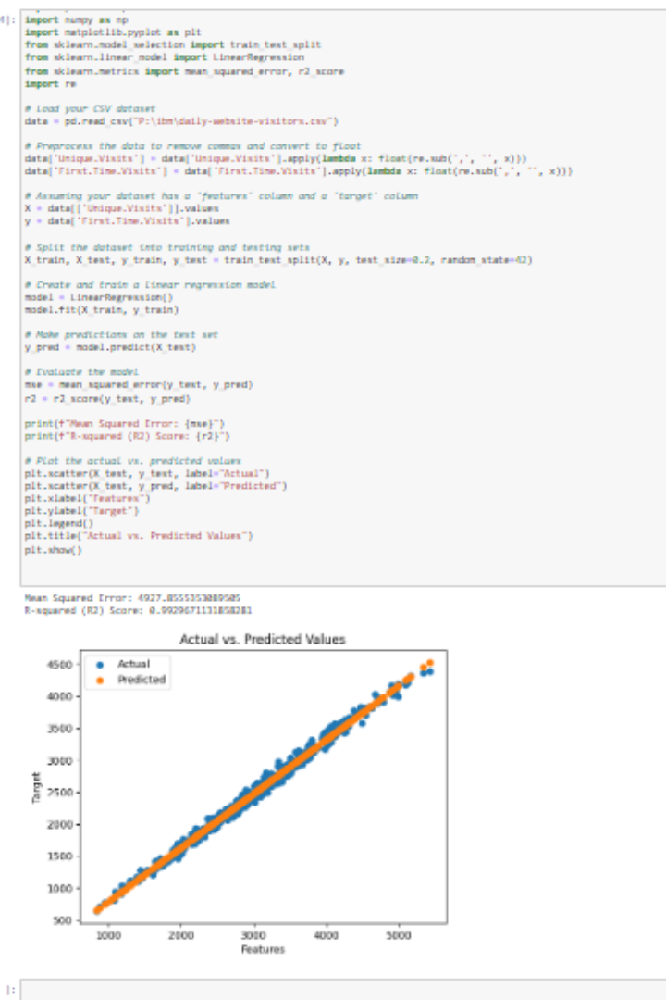 ]:
import numpy as np
import matplotlib.pyplot as plt
from sklearn.model_selection import train_test_split
from sklearn.linear_model import LinearRegression
from sklearn.metrics import mean_squared_error, r2_score
import re
# Load your CSV dataset
data = pd.read_csv("P:\ibm\daily-website-visitors.csv")
# Preprocess the data to remove commas and convert to float
data['Unique.Visits'] = data['Unique.Visits'].apply(lambda x: float(re.sub(',', '', x)))
data['First.Time.Visits'] = data['First.Time.Visits'].apply(lambda x: float(re.sub(',', '', x)))
# Assuming your dataset has a 'features' column and a 'target' column
X = data[['Unique.Visits']].values
y = data['First.Time.Visits'].values
# Split the dataset into training and testing sets
X_train, X_test, y_train, y_test = train_test_split(X, y, test_size=0.2, random_state=42)
# Create and train a linear regression model
model = LinearRegression()
model.fit(X_train, y_train)
# Make predictions on the test set
y_pred = model.predict(X_test)
# Evaluate the model
mse = mean_squared_error(y_test, y_pred)
r2 = r2_score(y_test, y_pred)
print(f"Mean Squared Error: {mse}")
print(f"R-squared (R2) Score: {r2}")
# Plot the actual vs. predicted values
plt.scatter(X_test, y_test, label="Actual")
plt.scatter(X_test, y_pred, label="Predicted")
plt.xlabel("Features")
plt.ylabel("Target")
plt.legend()
plt.title("Actual vs. Predicted Values")
plt.show()
Mean Squared Error: 4927.8555353089505
R-squared (R2) Score: 0.9929671131858281
Actual vs. Predicted Values
Actual
Predicted
4500
4000
3500
3000
2500
2000
1500
1000
500
Target
1000 2000 3000 4000 5000
Features
]: